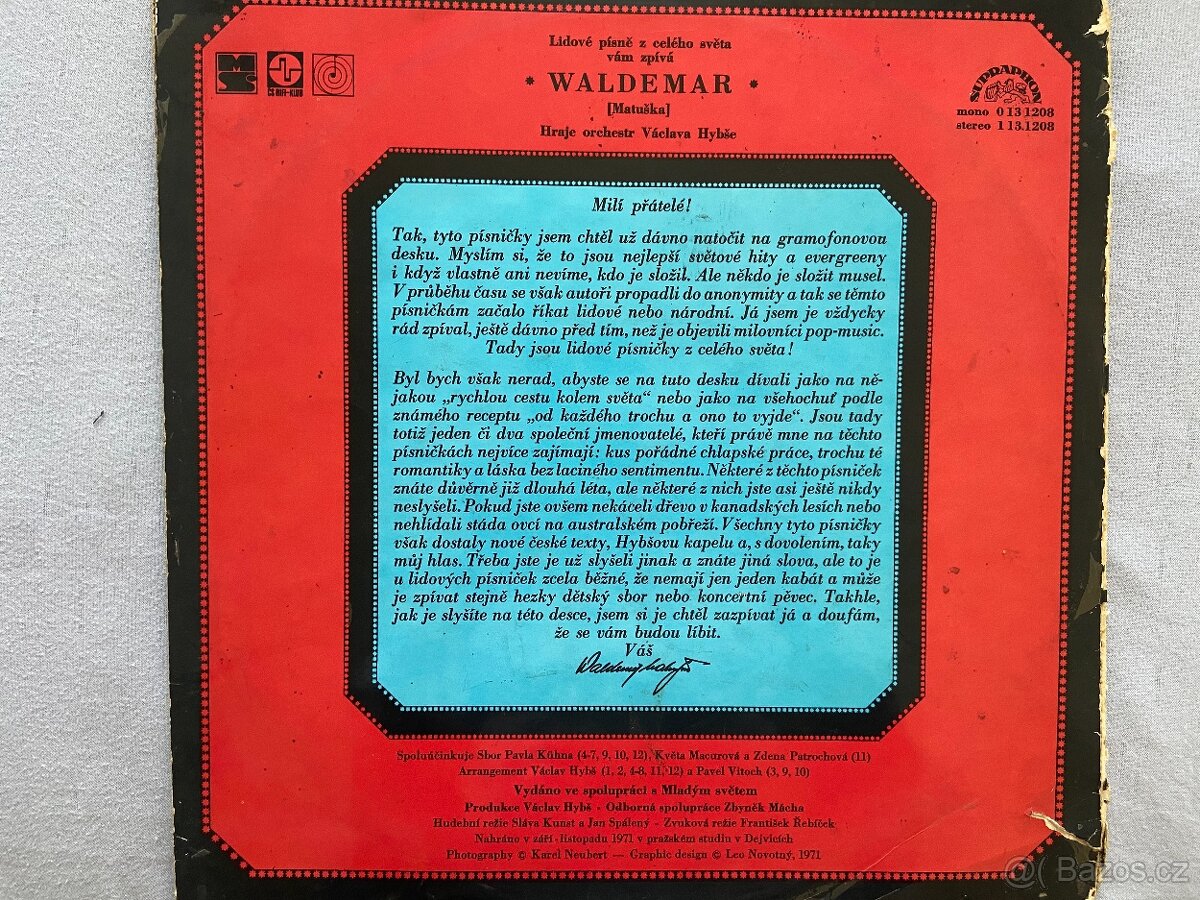 Lidové písně z celého světa
vám zpívá
* WALDEMAR *
[Matuška]
Hraje orchestr Václava Hybše
MS
ČS HIFI-KLUB
SUPRAPHON
mono 0 13 1208
stereo 1 13.1208
Milí přátelé!
Tak, tyto písničky jsem chtěl už dávno natočit na gramofonovou
desku. Myslím si, že to jsou nejlepší světové hity a evergreeny
i když vlastně ani nevíme, kdo je složil. Ale někdo je složit musel.
V průběhu času se však autoři propadli do anonymity a tak se těmto
písničkám začalo říkat lidové nebo národní. Já jsem je vždycky
rád zpíval, ještě dávno před tím, než je objevili milovníci pop-music.
Tady jsou lidové písničky z celého světa!
Byl bych však nerad, abyste se na tuto desku dívali jako na ně-
jakou „rychlou cestu kolem světa“ nebo jako na všehochuť podle
známého receptu „od každého trochu a ono to vyjde“. Jsou tady
totiž jeden či dva společní jmenovatelé, kteří právě mne na těchto
písničkách nejvíce zajímají: kus pořádné chlapské práce, trochu té
romantiky a láska bez laciného sentimentu. Některé z těchto písniček
znáte důvěrně již dlouhá léta, ale některé z nich jste asi ještě nikdy
neslyšeli. Pokud jste ovšem nekáceli dřevo v kanadských lesích nebo
nehlídali stáda ovcí na australském pobřeží. Všechny tyto písničky
však dostaly nové české texty, Hybšovu kapelu a, s dovolením, taky
můj hlas. Třeba jste je už slyšeli jinak a znáte jiná slova, ale to je
u lidových písniček zcela běžné, že nemají jen jeden kabát a může
je zpívat stejně hezky dětský sbor nebo koncertní pěvec. Takhle,
jak je slyšíte na této desce, jsem si je chtěl zazpívat já a doufám,
že se vám budou líbit.
Váš
Spoluúčinkuje Sbor Pavla Kühna (4-7, 9, 10, 12), Květa Macurová a Zdena Patrochová (11)
Arrangement Václav Hybš (1, 2, 4-8, 11, 12) a Pavel Vitoch (3, 9, 10)
Vydáno ve spolupráci s Mladým světem
Produkce Václav Hybš - Odborná spolupráce Zbyněk Mácha
Hudební režie Sláva Kunst a Jan Spálený - Zvuková režie František Řebíček
Nahráno v září - listopadu 1971 v pražském studiu v Dejvicích
Photography © Karel Neubert — Graphic design © Leo Novotný, 1971
@( Bazos.cz